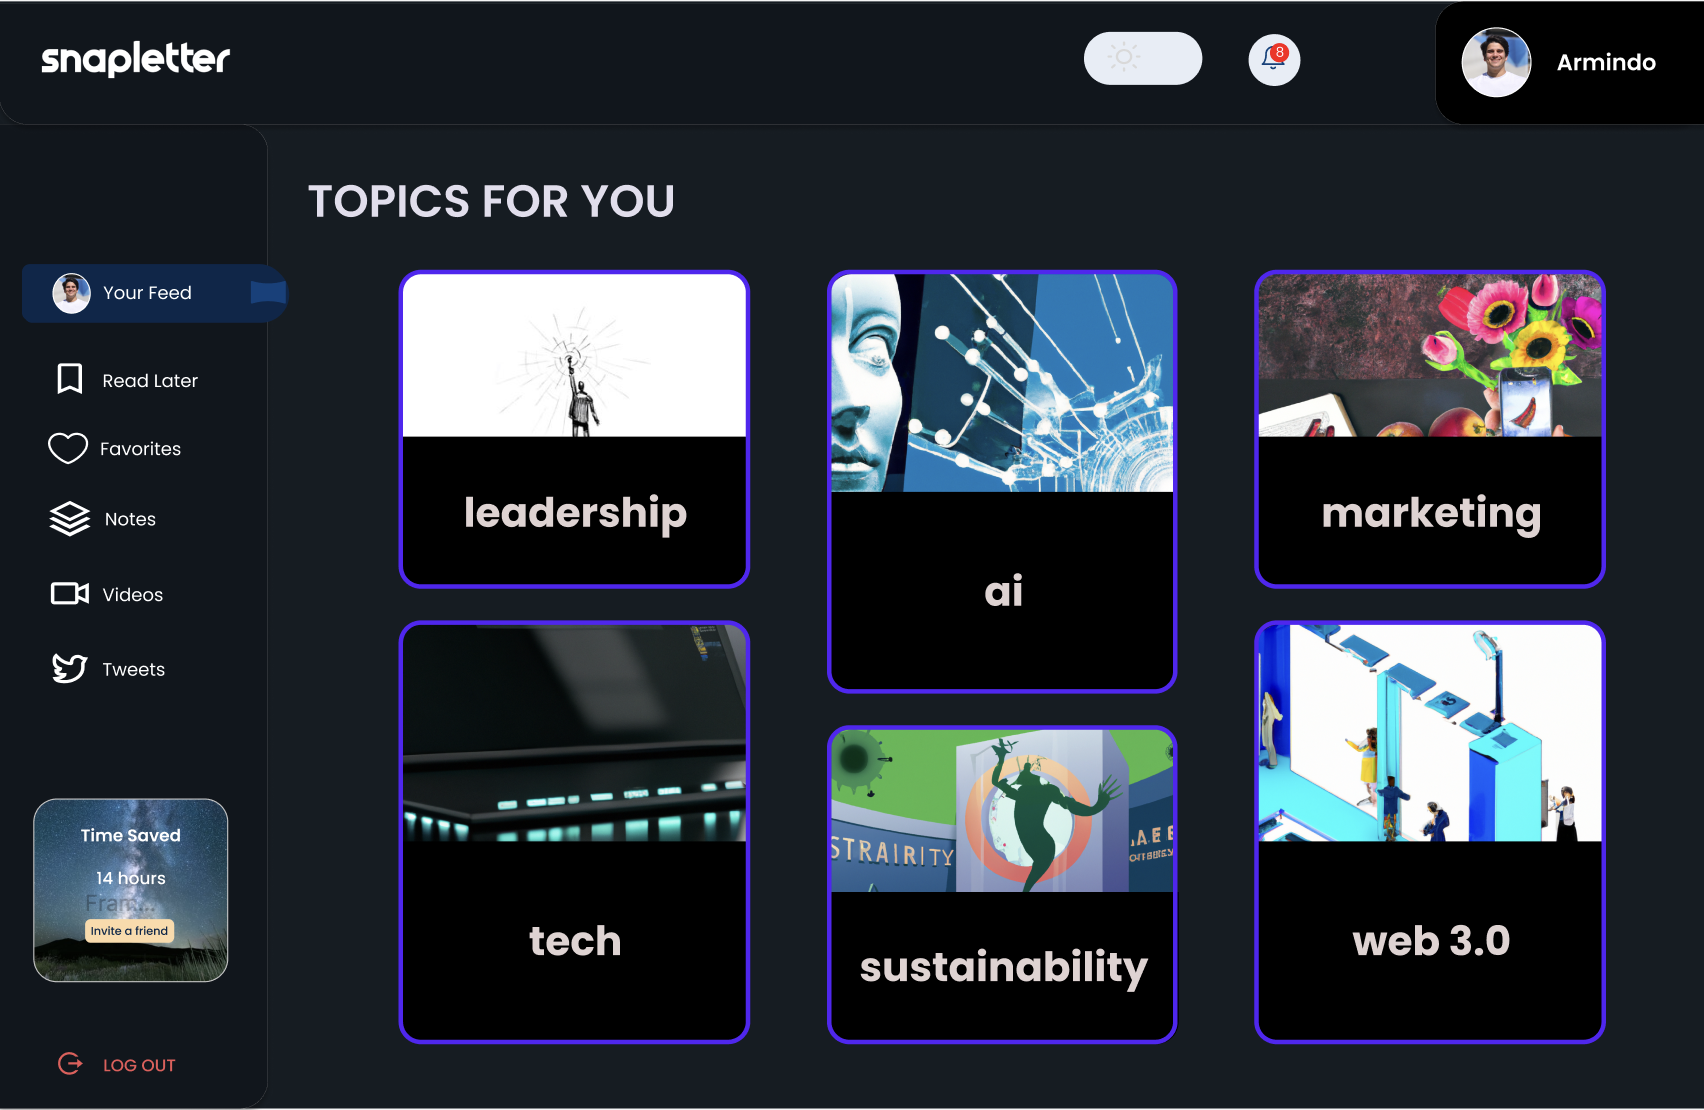 snapletter
8
Armindo
TOPICS FOR YOU
Your Feed
Read Later
Favorites
Notes
Videos
Tweets
leadership
ai
marketing
tech
STRAIRITY
sustainability
web 3.0
Time Saved
14 hours
Fram...
Invite a friend
LOG OUT